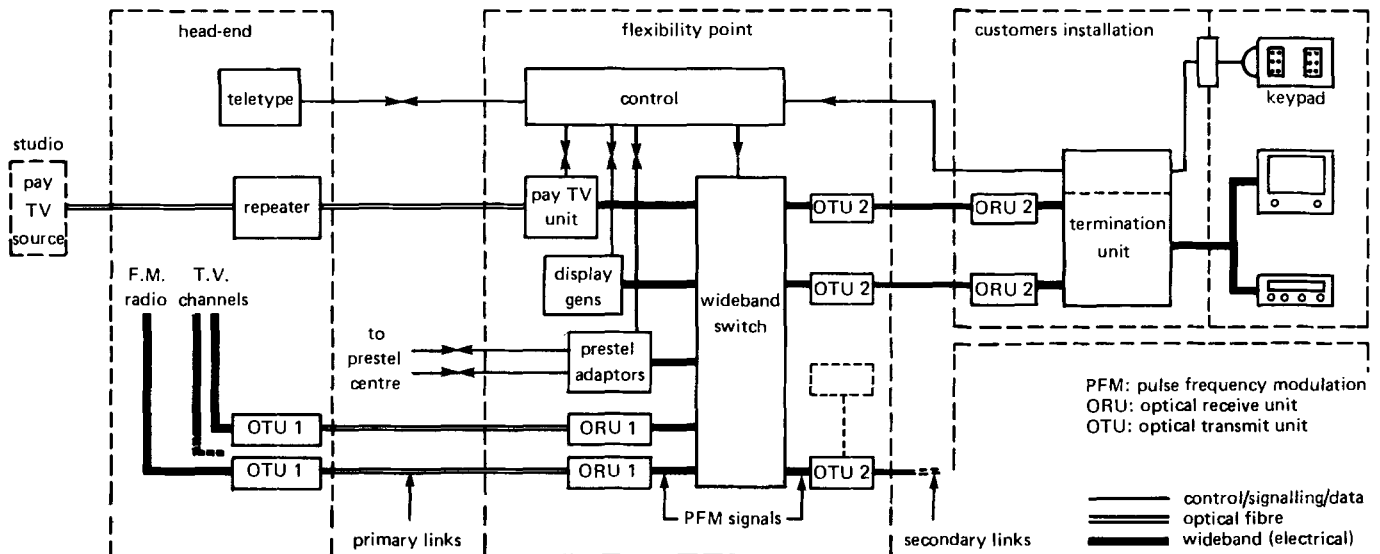 head-end
flexibility point
customers installation
teletype
control
keypad
studio
pay
TV
source
repeater
pay TV
unit
OTU 2
ORU 2
termination
unit
F.M.
radio
T.V.
channels
display
gens
wideband
switch
OTU 2
ORU 2
to
prestel
centre
prestel
adaptors
PFM: pulse frequency modulation
ORU: optical receive unit
OTU: optical transmit unit
OTU 1
ORU 1
OTU 1
ORU 1
OTU 2
primary links
PFM signals
secondary links
control/signalling/data
optical fibre
wideband (electrical)